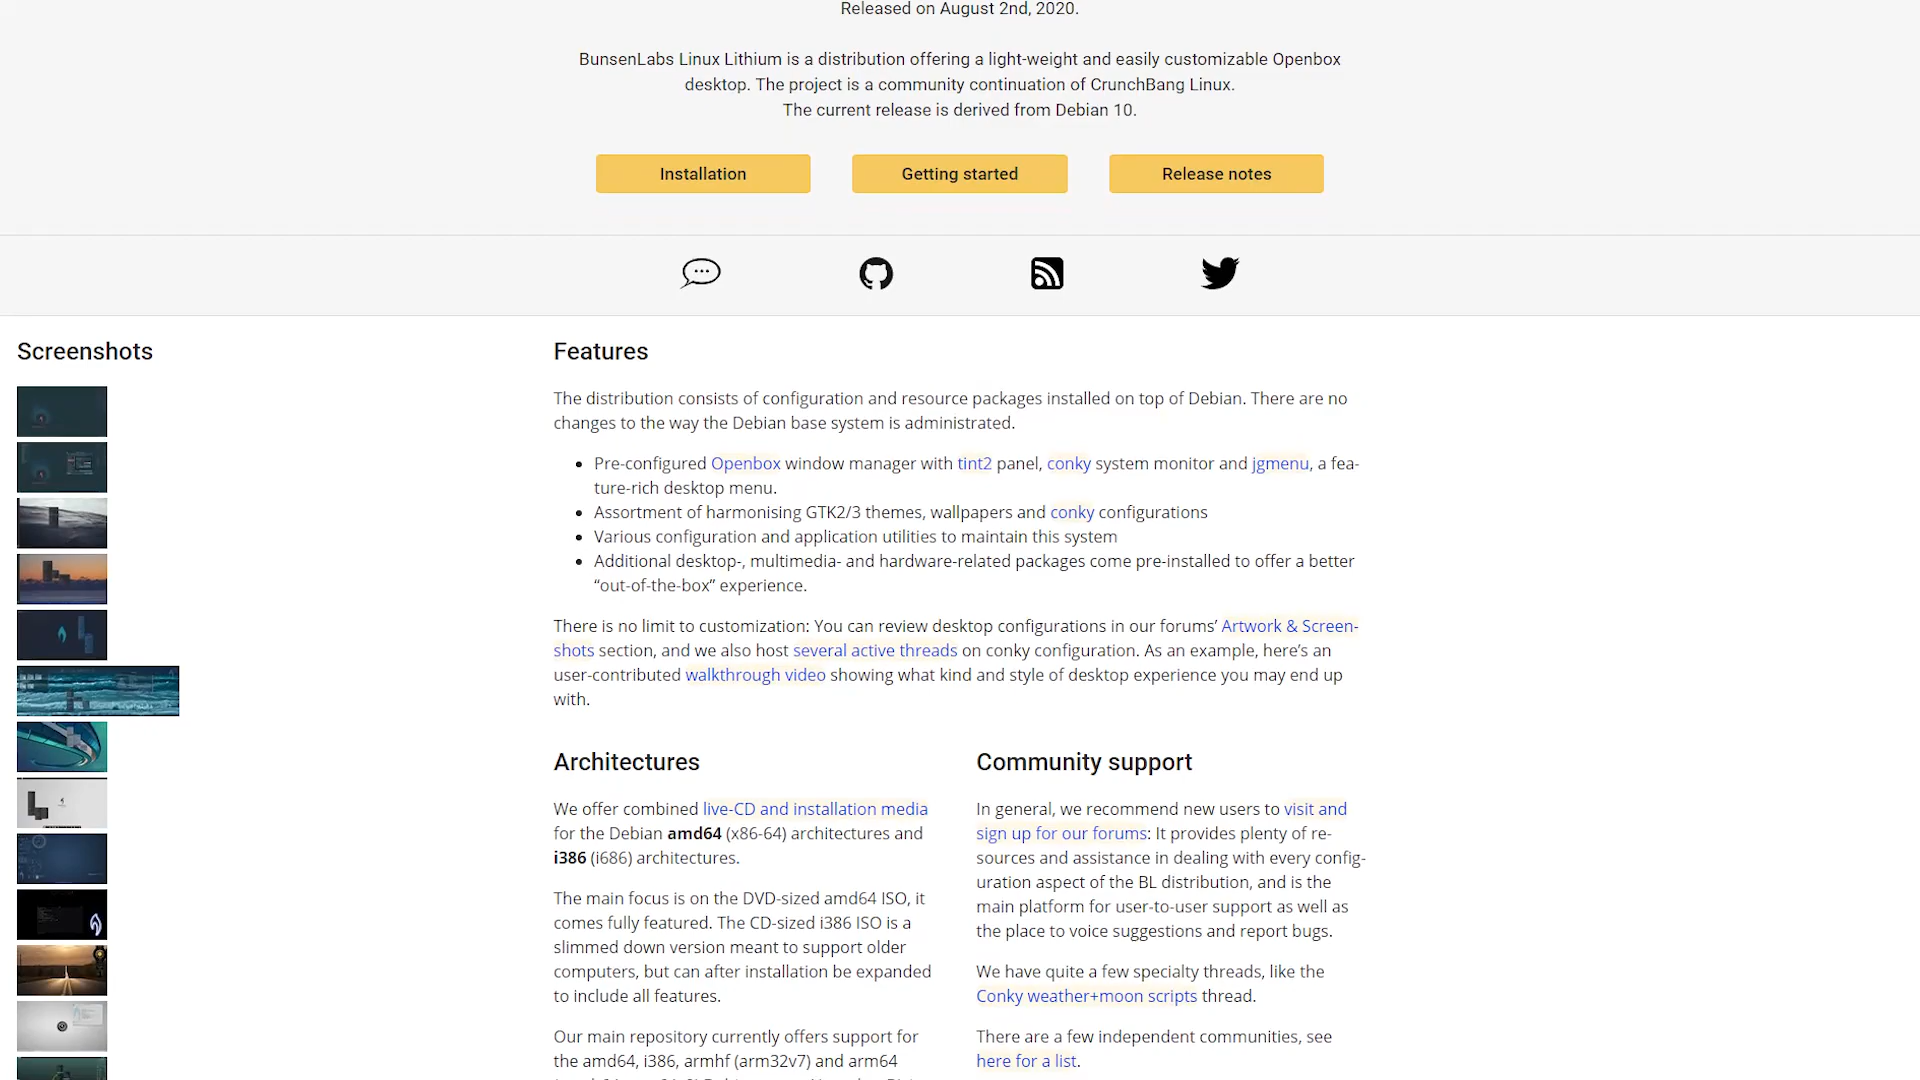 Released on August 2nd, 2020.
BunsenLabs Linux Lithium is a distribution offering a light-weight and easily customizable Openbox
desktop. The project is a community continuation of CrunchBang Linux.
The current release is derived from Debian 10.
Installation
Getting started
Release notes
Screenshots
Features
The distribution consists of configuration and resource packages installed on top of Debian. There are no
changes to the way the Debian base system is administrated.
• Pre-configured Openbox window manager with tint2 panel, conky system monitor and jgmenu, a fea-
ture-rich desktop menu.
• Assortment of harmonising GTK2/3 themes, wallpapers and conky configurations
• Various configuration and application utilities to maintain this system
• Additional desktop-, multimedia- and hardware-related packages come pre-installed to offer a better
“out-of-the-box” experience.
There is no limit to customization: You can review desktop configurations in our forums’ Artwork & Screen-
shots section, and we also host several active threads on conky configuration. As an example, here’s an
user-contributed walkthrough video showing what kind and style of desktop experience you may end up
with.
Architectures
We offer combined live-CD and installation media
for the Debian amd64 (x86-64) architectures and
i386 (i686) architectures.
The main focus is on the DVD-sized amd64 ISO, it
comes fully featured. The CD-sized i386 ISO is a
slimmed down version meant to support older
computers, but can after installation be expanded
to include all features.
Our main repository currently offers support for
the amd64, i386, armhf (arm32v7) and arm64
Community support
In general, we recommend new users to visit and
sign up for our forums: It provides plenty of re-
sources and assistance in dealing with every config-
uration aspect of the BL distribution, and is the
main platform for user-to-user support as well as
the place to voice suggestions and report bugs.
We have quite a few specialty threads, like the
Conky weather+moon scripts thread.
There are a few independent communities, see
here for a list.